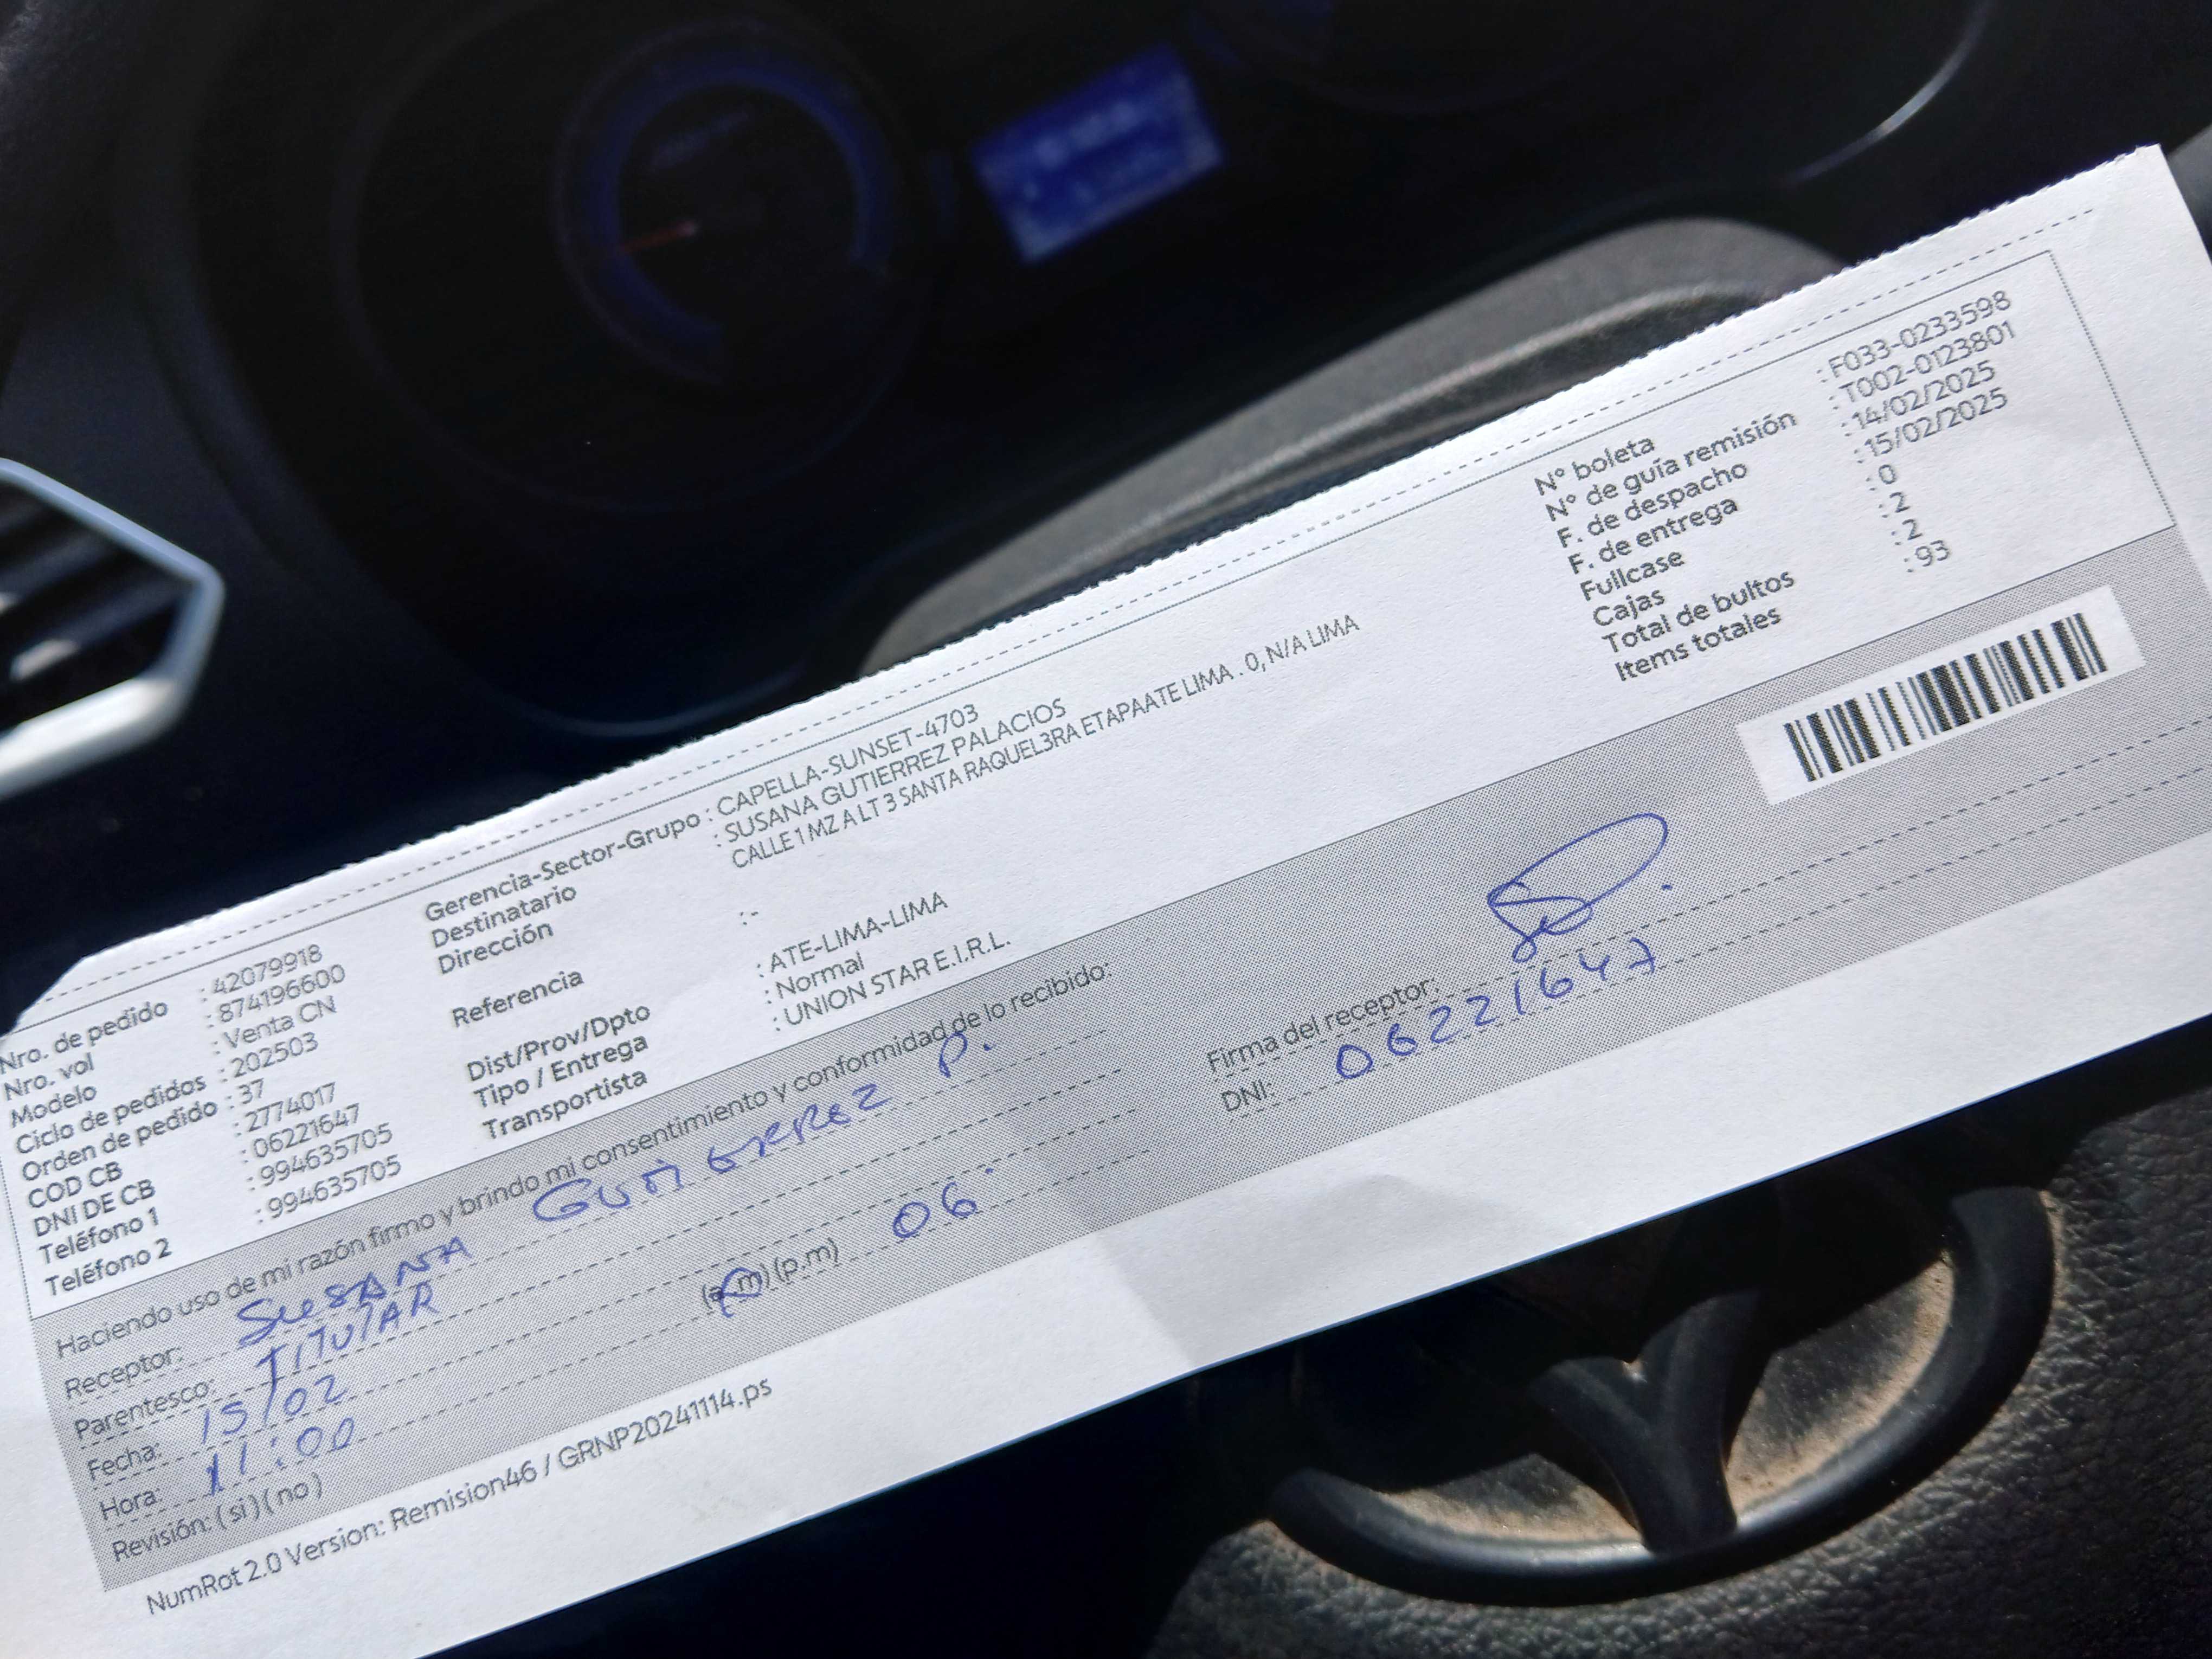 Nro. de pedido : 42079918
Nro. vol : 874196600
Modelo : Venta CN
Ciclo de pedidos : 202503
Orden de pedido : 37
COD CB : 2774017
DNI DE CB : 06221647
Teléfono 1 : 994635705
Teléfono 2 : 994635705
Gerencia-Sector-Grupo : CAPELLA-SUNSET-4703
Destinatario : SUSANA GUTIERREZ PALACIOS
Dirección CALLE 1 MZ A LT 3 SANTA RAQUEL3RA ETAPAATE LIMA . 0, N/A LIMA
Referencia :-
Dist/Prov/Dpto : ATE-LIMA-LIMA
Tipo / Entrega : Normal
Transportista : UNION STAR E.I.R.L.
N° boleta : F033-0233598
N° de guía remisión : T002-0123801
F. de despacho : 14/02/2025
F. de entrega : 15/02/2025
Fullcase : 0
Cajas : 2
Total de bultos : 2
Items totales : 93
Haciendo uso de mi razón firmo y brindo mi consentimiento y conformidad de lo recibido:
Receptor: SUSANA GUTIERREZ P.
Parentesco: TITULAR
Fecha: 15/02
Hora: 11:00 (a.m) (p.m) 06.
Revisión: ( si ) ( no )
Firma del receptor:
DNI: 06221647
NumRot 2.0 Version: Remision46 / GRNP20241114.ps